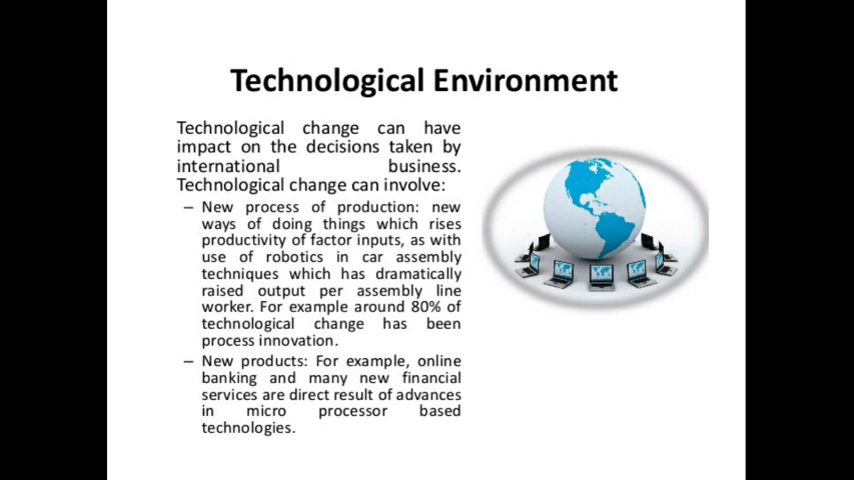 Technological Environment
Technological change can have
impact on the decisions taken by
international business.
Technological change can involve:
– New process of production: new
ways of doing things which rises
productivity of factor inputs, as with
use of robotics in car assembly
techniques which has dramatically
raised output per assembly line
worker. For example around 80% of
technological change has been
process innovation.
– New products: For example, online
banking and many new financial
services are direct result of advances
in micro processor based
technologies.